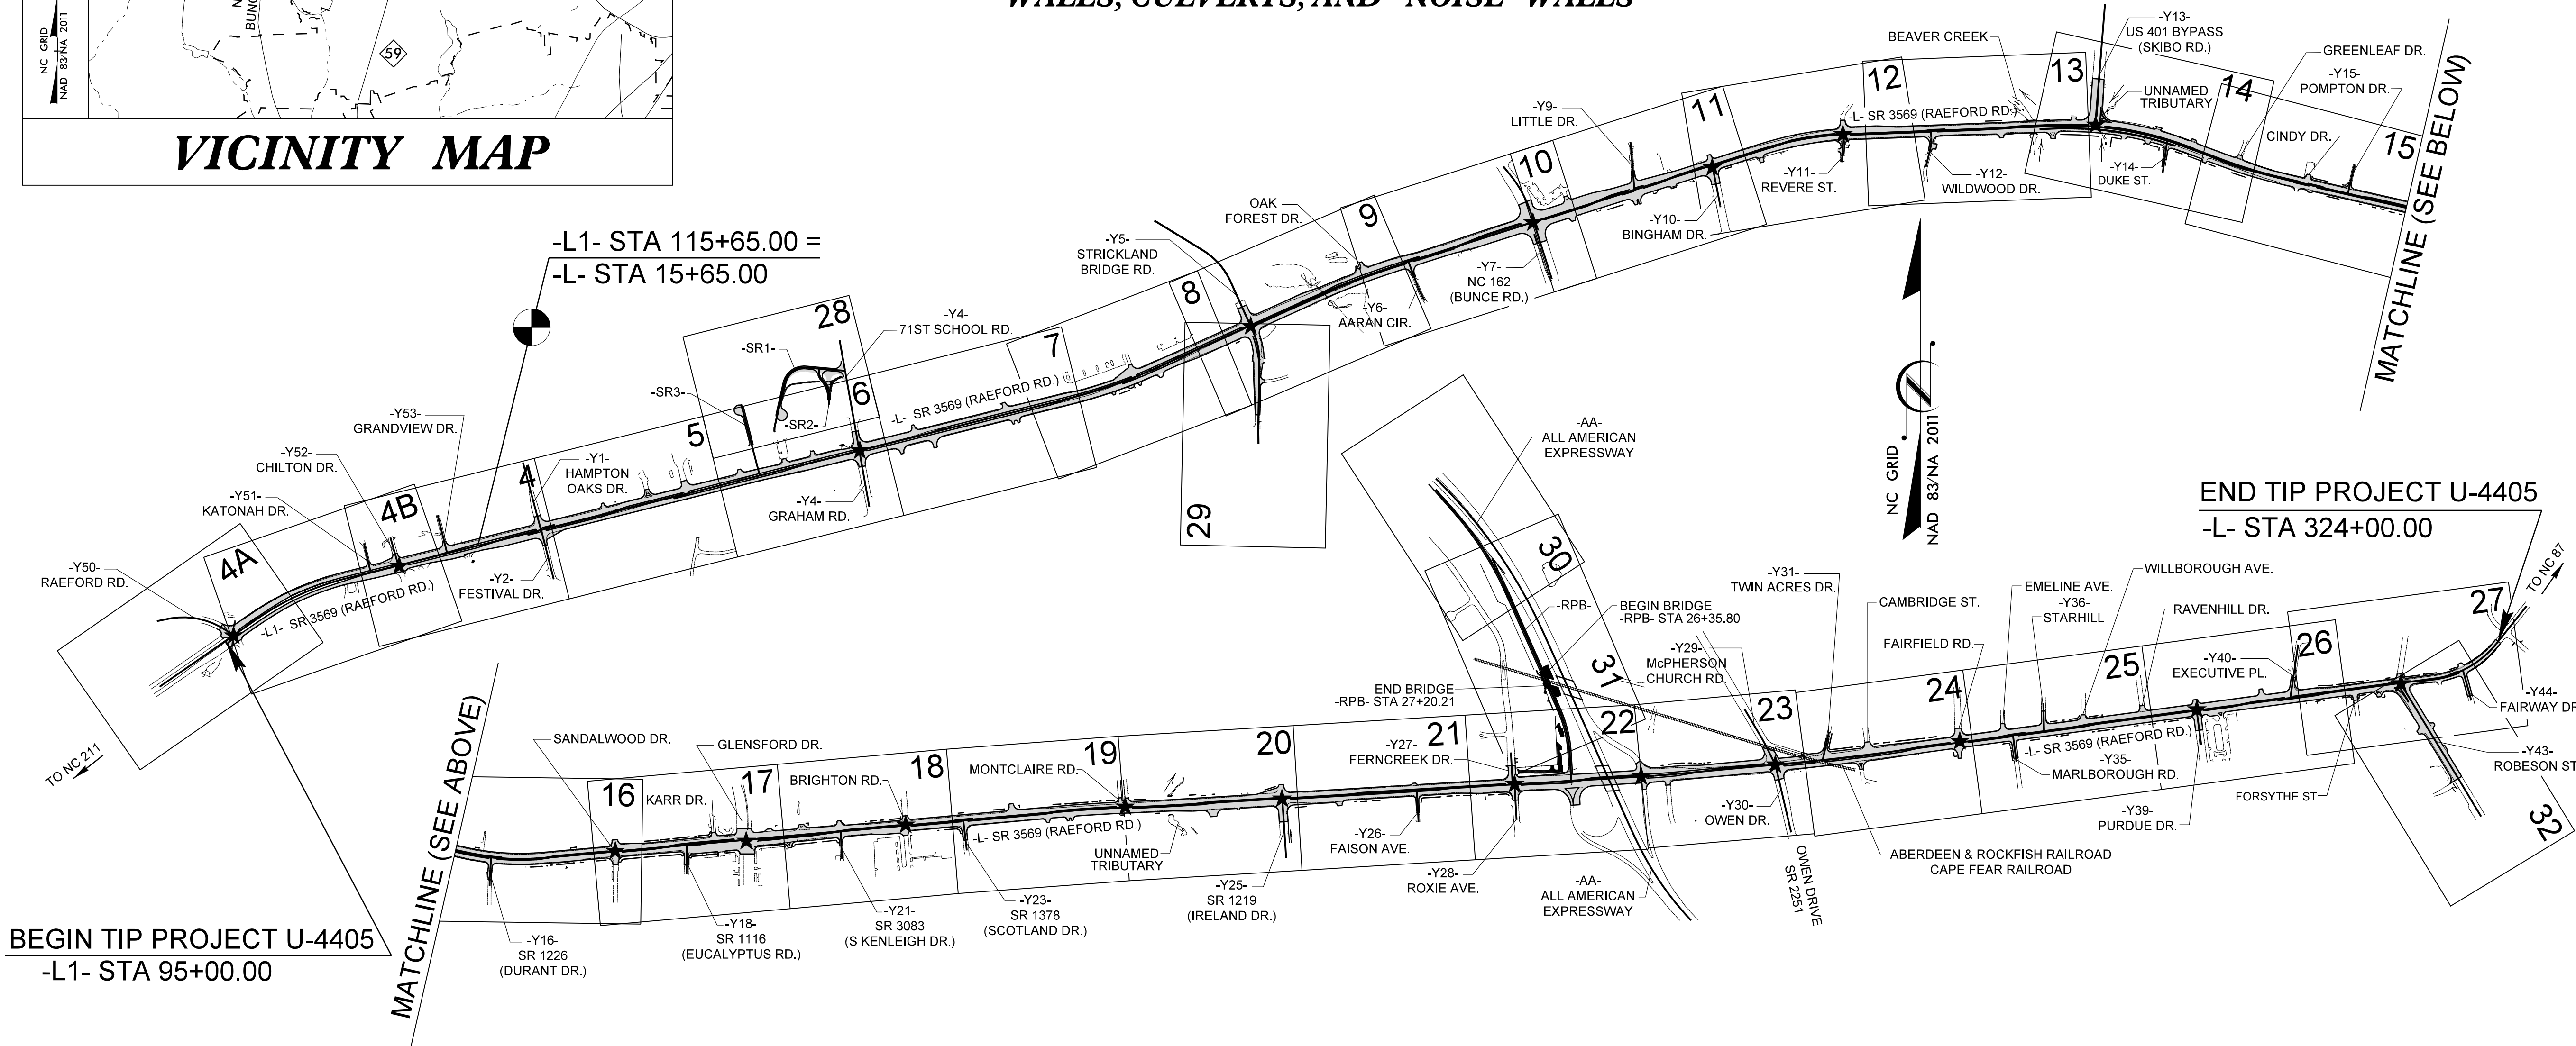 WALLS, CULVERTS, AND NOISE WALLS
NC GRID
NAD 83/NA 2011
59
VICINITY MAP
-L1- STA 115+65.00 =
-L- STA 15+65.00
-Y50-
RAEFORD RD.
4A
-Y51-
KATONAH DR.
-Y52-
CHILTON DR.
4B
-Y53-
GRANDVIEW DR.
-L1- SR 3569 (RAEFORD RD.)
4
-Y1-
HAMPTON
OAKS DR.
-Y2-
FESTIVAL DR.
5
-SR3-
-SR1-
-SR2-
28
-Y4-
71ST SCHOOL RD.
6
-Y4-
GRAHAM RD.
-L- SR 3569 (RAEFORD RD.)
7
8
-Y5-
STRICKLAND
BRIDGE RD.
29
OAK
FOREST DR.
9
-Y6-
AARAN CIR.
10
-Y7-
NC 162
(BUNCE RD.)
-Y9-
LITTLE DR.
11
-Y10-
BINGHAM DR.
-Y11-
REVERE ST.
12
-L- SR 3569 (RAEFORD RD.)
-Y12-
WILDWOOD DR.
BEAVER CREEK
13
-Y13-
US 401 BYPASS
(SKIBO RD.)
UNNAMED
TRIBUTARY
-Y14-
DUKE ST.
14
GREENLEAF DR.
-Y15-
POMPTON DR.
CINDY DR.
15
MATCHLINE (SEE BELOW)
NC GRID
NAD 83/NA 2011
TO NC 211
BEGIN TIP PROJECT U-4405
-L1- STA 95+00.00
MATCHLINE (SEE ABOVE)
-Y16-
SR 1226
(DURANT DR.)
SANDALWOOD DR.
16
KARR DR.
GLENSFORD DR.
17
-Y18-
SR 1116
(EUCALYPTUS RD.)
BRIGHTON RD.
18
-Y21-
SR 3083
(S KENLEIGH DR.)
-Y23-
SR 1378
(SCOTLAND DR.)
-L- SR 3569 (RAEFORD RD.)
MONTCLAIRE RD.
19
UNNAMED
TRIBUTARY
20
-Y25-
SR 1219
(IRELAND DR.)
21
-Y26-
FAISON AVE.
-Y27-
FERNCREEK DR.
-Y28-
ROXIE AVE.
-AA-
ALL AMERICAN
EXPRESSWAY
30
-RPB-
BEGIN BRIDGE
-RPB- STA 26+35.80
END BRIDGE
-RPB- STA 27+20.21
31
22
-AA-
ALL AMERICAN
EXPRESSWAY
-Y29-
McPHERSON
CHURCH RD.
23
-Y30-
OWEN DR.
OWEN DRIVE
SR 2251
-Y31-
TWIN ACRES DR.
CAMBRIDGE ST.
ABERDEEN & ROCKFISH RAILROAD
CAPE FEAR RAILROAD
FAIRFIELD RD.
24
EMELINE AVE.
-Y36-
STARHILL
WILLBOROUGH AVE.
RAVENHILL DR.
-L- SR 3569 (RAEFORD RD.)
-Y35-
MARLBOROUGH RD.
25
-Y39-
PURDUE DR.
-Y40-
EXECUTIVE PL.
26
FORSYTHE ST.
27
-Y44-
FAIRWAY DR
-Y43-
ROBESON ST
32
END TIP PROJECT U-4405
-L- STA 324+00.00
TO NC 87